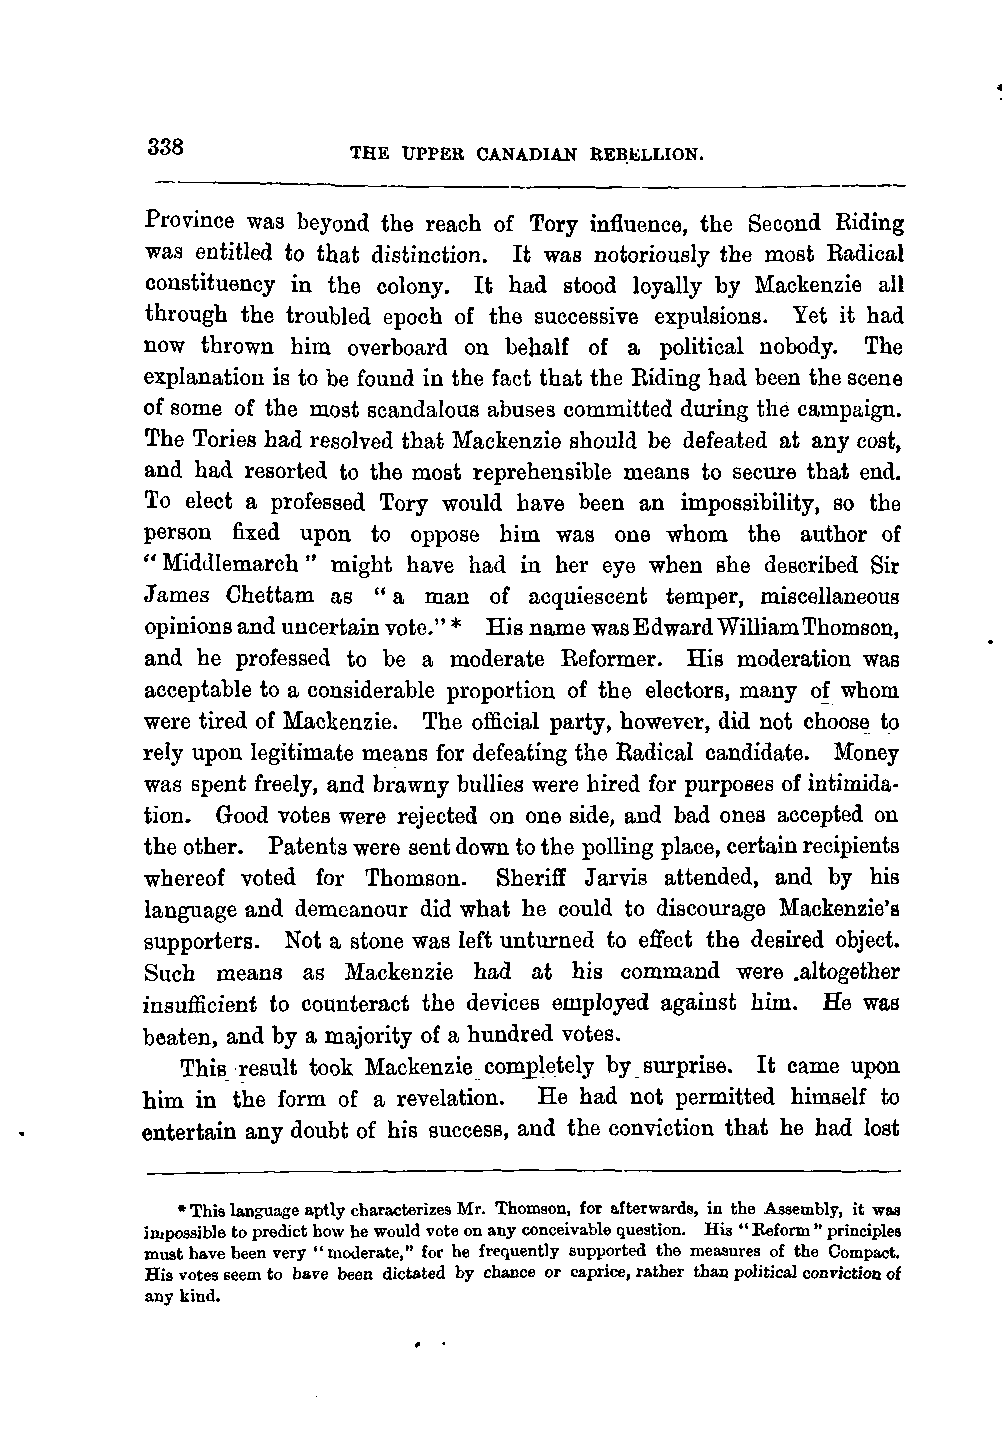 338
THE UPPER CANADIAN REBELLION.
Province was beyond the reach of Tory influence, the Second Riding
was entitled to that distinction. It was notoriously the most Radical
constituency in the colony. It had stood loyally by Mackenzie all
through the troubled epoch of the successive expulsions. Yet it had
now thrown him overboard on behalf of a political nobody. The
explanation is to be found in the fact that the Riding had been the scene
of some of the most scandalous abuses committed during the campaign.
The Tories had resolved that Mackenzie should be defeated at any cost,
and had resorted to the most reprehensible means to secure that end.
To elect a professed Tory would have been an impossibility, so the
person fixed upon to oppose him was one whom the author of
“Middlemarch” might have had in her eye when she described Sir
James Chettam as “a man of acquiescent temper, miscellaneous
opinions and uncertain vote.”* His name was Edward William Thomson,
and he professed to be a moderate Reformer. His moderation was
acceptable to a considerable proportion of the electors, many of whom
were tired of Mackenzie. The official party, however, did not choose to
rely upon legitimate means for defeating the Radical candidate. Money
was spent freely, and brawny bullies were hired for purposes of intimida-
tion. Good votes were rejected on one side, and bad ones accepted on
the other. Patents were sent down to the polling place, certain recipients
whereof voted for Thomson. Sheriff Jarvis attended, and by his
language and demeanour did what he could to discourage Mackenzie's
supporters. Not a stone was left unturned to effect the desired object.
Such means as Mackenzie had at his command were altogether
insufficient to counteract the devices employed against him. He was
beaten, and by a majority of a hundred votes.
This result took Mackenzie completely by surprise. It came upon
him in the form of a revelation. He had not permitted himself to
entertain any doubt of his success, and the conviction that he had lost
* This language aptly characterizes Mr. Thomson, for afterwards, in the Assembly, it was
impossible to predict how he would vote on any conceivable question. His “Reform” principles
must have been very “moderate,” for he frequently supported the measures of the Compact.
His votes seem to have been dictated by chance or caprice, rather than political conviction of
any kind.